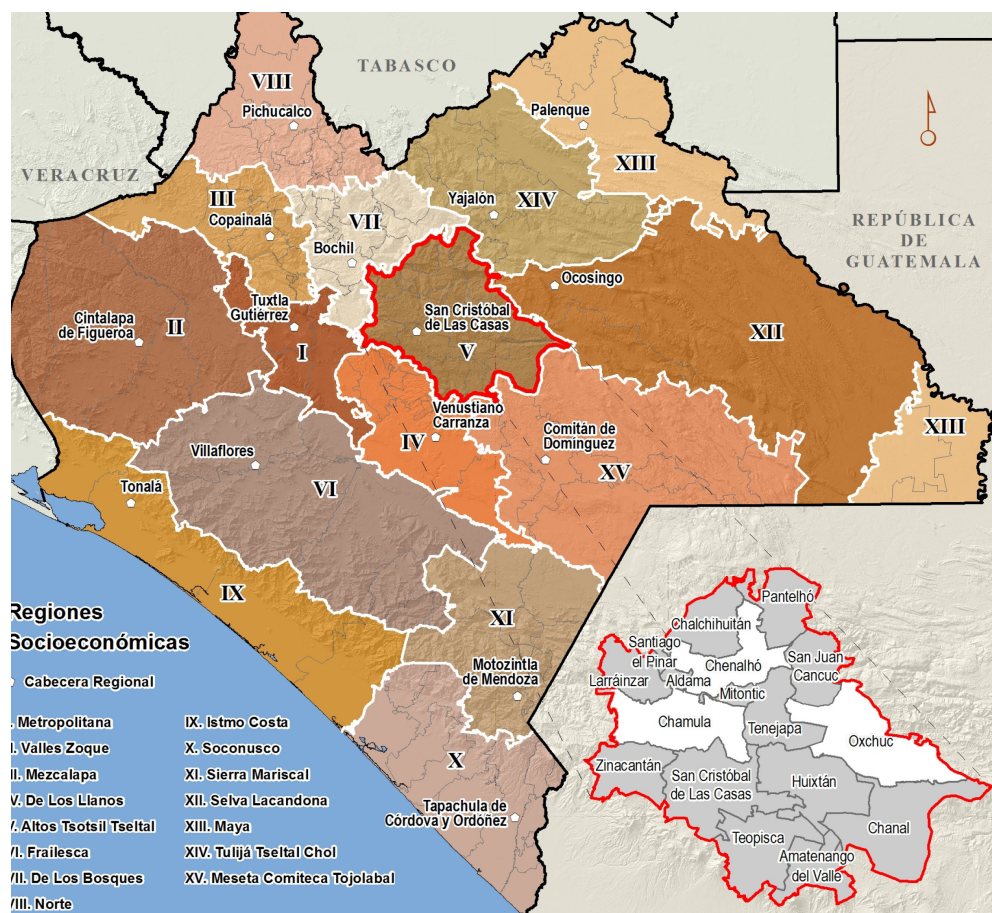 TABASCO
VERACRUZ
REPÚBLICA
DE
GUATEMALA
VIII
Pichucalco
Palenque
XIII
III
Copainalá
VII
Bochil
Yajalón
XIV
Ocosingo
Cintalapa
de Figueroa
II
Tuxtla
Gutiérrez
I
San Cristóbal
de Las Casas
V
XII
Venustiano
Carranza
IV
Comitán de
Domínguez
XV
XIII
Villaflores
VI
Tonalá
IX
XI
Motozintla
de Mendoza
X
Tapachula de
Córdova y Ordóñez
Regiones
Socioeconómicas
Cabecera Regional
. Metropolitana
I. Valles Zoque
II. Mezcalapa
V. De Los Llanos
V. Altos Tsotsil Tseltal
VI. Frailesca
VII. De Los Bosques
VIII. Norte
IX. Istmo Costa
X. Soconusco
XI. Sierra Mariscal
XII. Selva Lacandona
XIII. Maya
XIV. Tulijá Tseltal Chol
XV. Meseta Comiteca Tojolabal
Pantelhó
Chalchihuitán
Santiago
el Pinar
Chenalhó
San Juan
Cancuc
Larráinzar
Aldama
Mitontic
Chamula
Tenejapa
Oxchuc
Zinacantán
San Cristóbal
de Las Casas
Huixtán
Chanal
Teopisca
Amatenango
del Valle